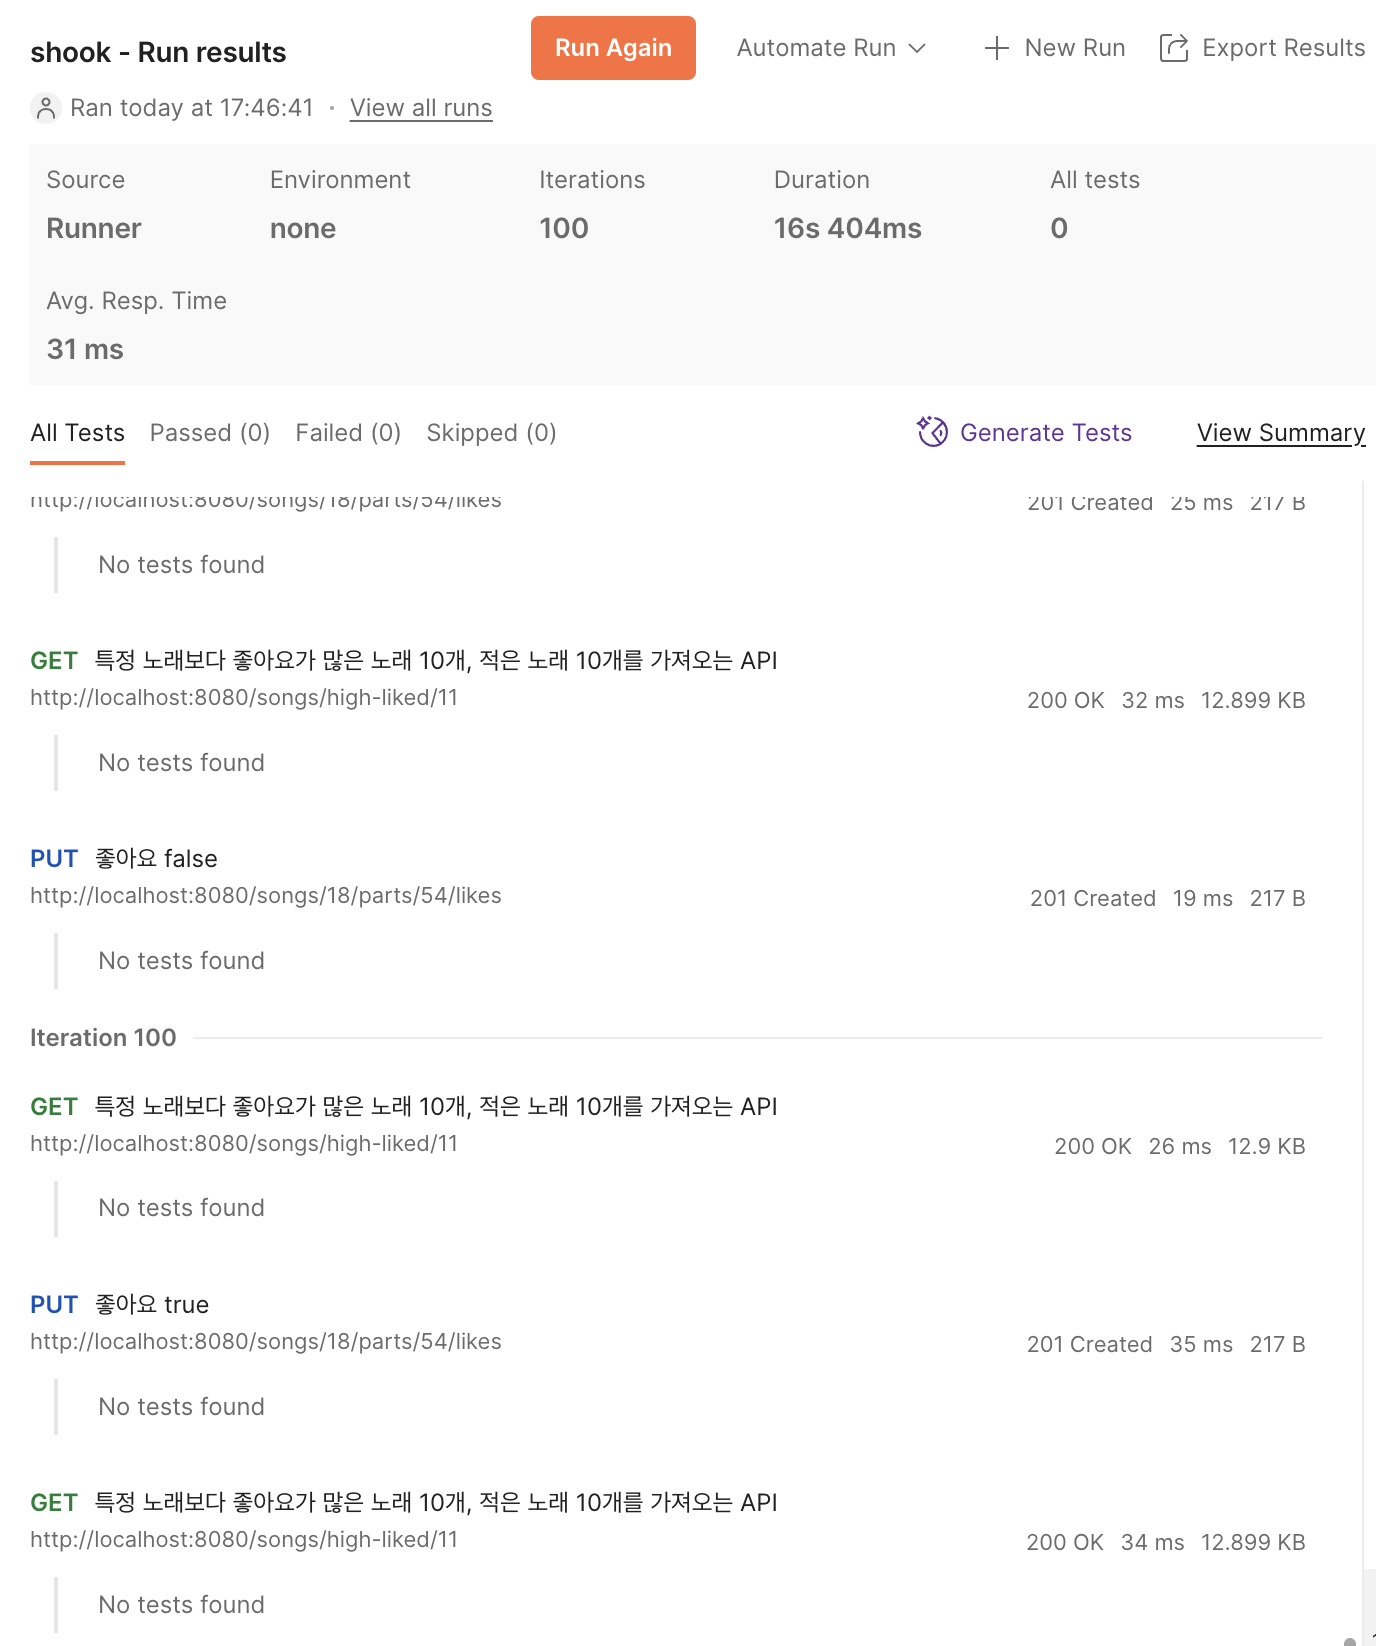 shook - Run results
Run Again
Automate Run
New Run
Export Results
Ran today at 17:46:41 · View all runs
Source Environment Iterations Duration All tests
Runner none 100 16s 404ms 0
Avg. Resp. Time
31 ms
All Tests Passed (0) Failed (0) Skipped (0) Generate Tests View Summary
http://localhost:8080/songs/18/parts/54/likes 201 Created 25 ms 217 B
No tests found
GET 특정 노래보다 좋아요가 많은 노래 10개, 적은 노래 10개를 가져오는 API
http://localhost:8080/songs/high-liked/11 200 OK 32 ms 12.899 KB
No tests found
PUT 좋아요 false
http://localhost:8080/songs/18/parts/54/likes 201 Created 19 ms 217 B
No tests found
Iteration 100
GET 특정 노래보다 좋아요가 많은 노래 10개, 적은 노래 10개를 가져오는 API
http://localhost:8080/songs/high-liked/11 200 OK 26 ms 12.9 KB
No tests found
PUT 좋아요 true
http://localhost:8080/songs/18/parts/54/likes 201 Created 35 ms 217 B
No tests found
GET 특정 노래보다 좋아요가 많은 노래 10개, 적은 노래 10개를 가져오는 API
http://localhost:8080/songs/high-liked/11 200 OK 34 ms 12.899 KB
No tests found